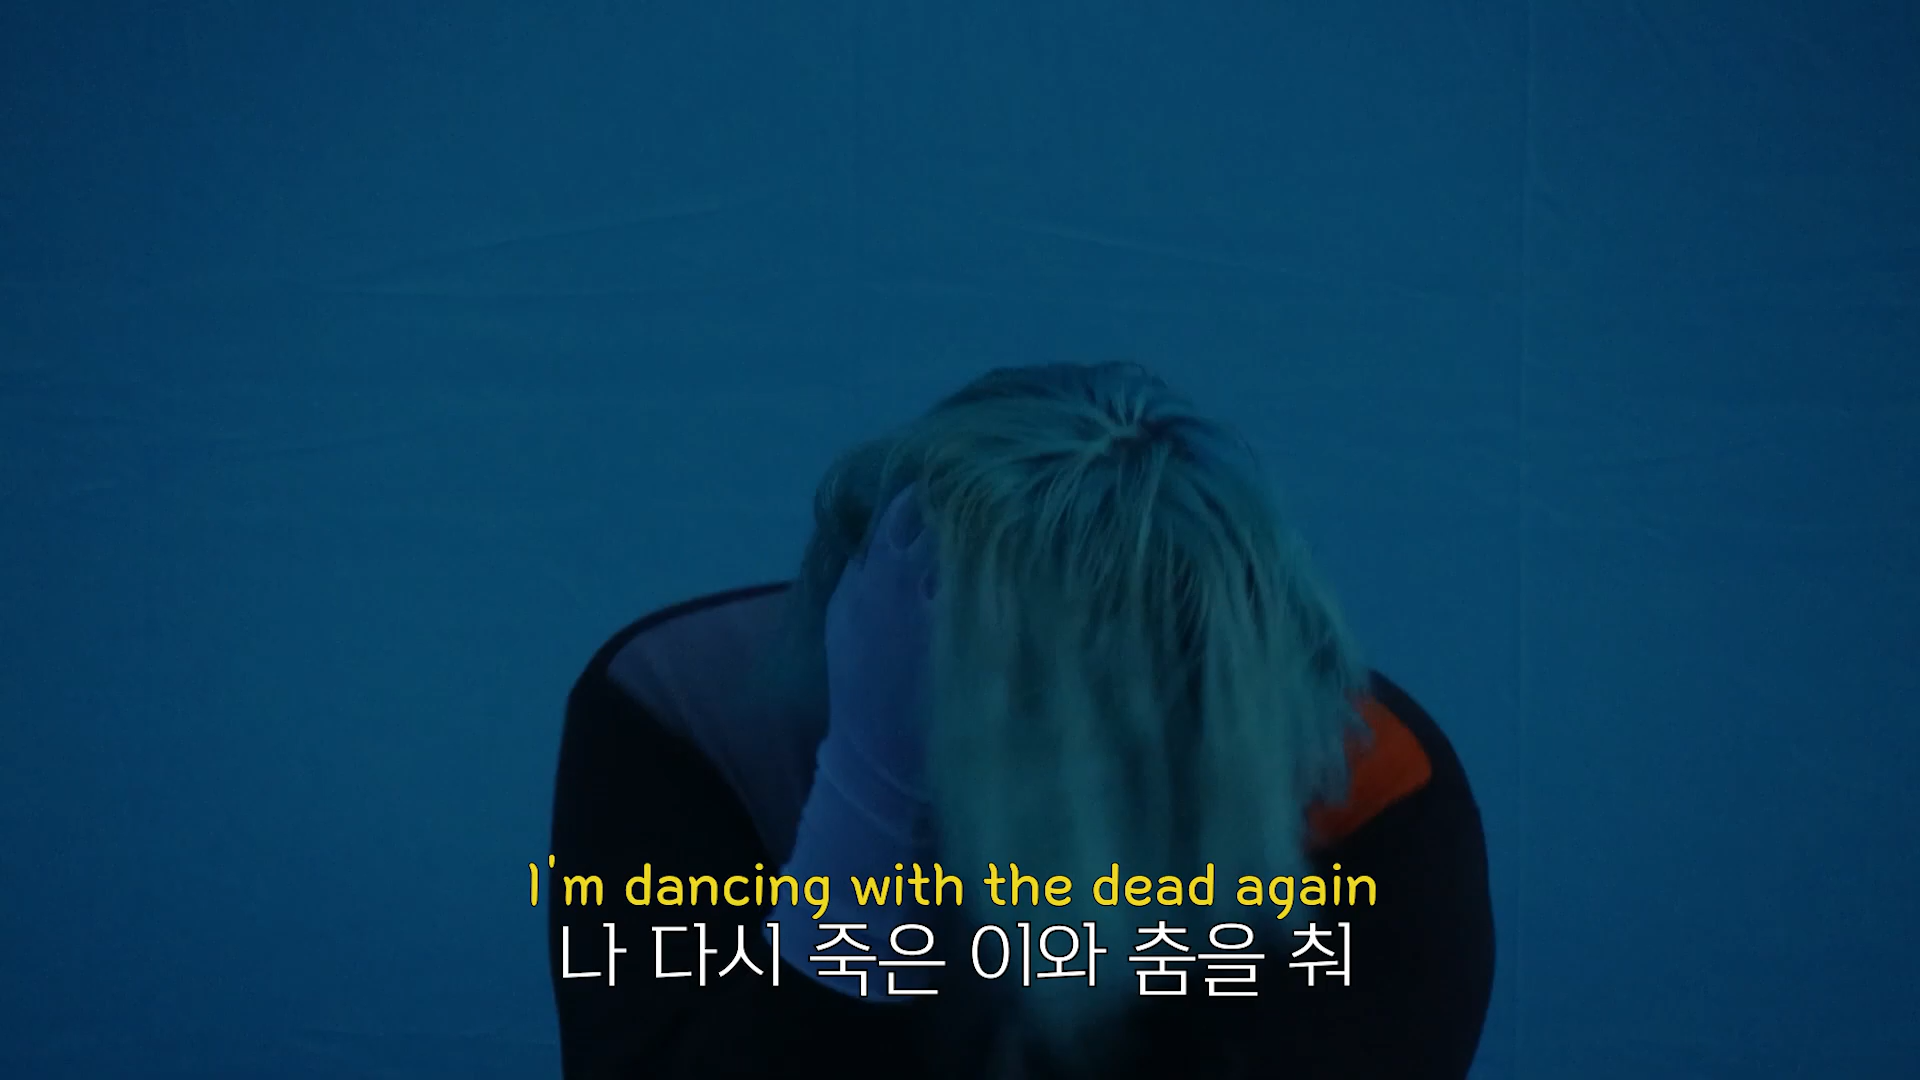 I'm dancing with the dead again
나 다시 죽은 이와 춤을 춰